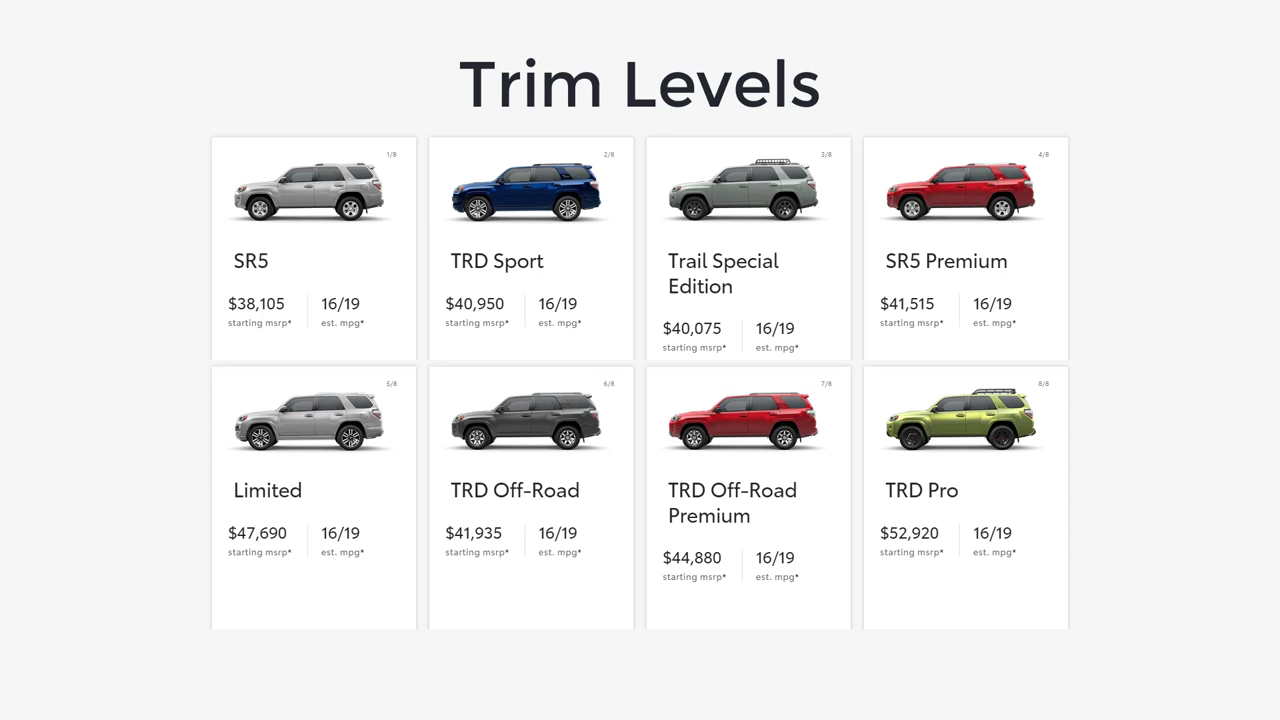 Trim Levels
1/8
SR5
$38,105
starting msrp*
16/19
est. mpg*
2/8
TRD Sport
$40,950
starting msrp*
16/19
est. mpg*
3/8
Trail Special
Edition
$40,075
starting msrp*
16/19
est. mpg*
4/8
SR5 Premium
$41,515
starting msrp*
16/19
est. mpg*
5/8
Limited
$47,690
starting msrp*
16/19
est. mpg*
6/8
TRD Off-Road
$41,935
starting msrp*
16/19
est. mpg*
7/8
TRD Off-Road
Premium
$44,880
starting msrp*
16/19
est. mpg*
8/8
TRD Pro
$52,920
starting msrp*
16/19
est. mpg*